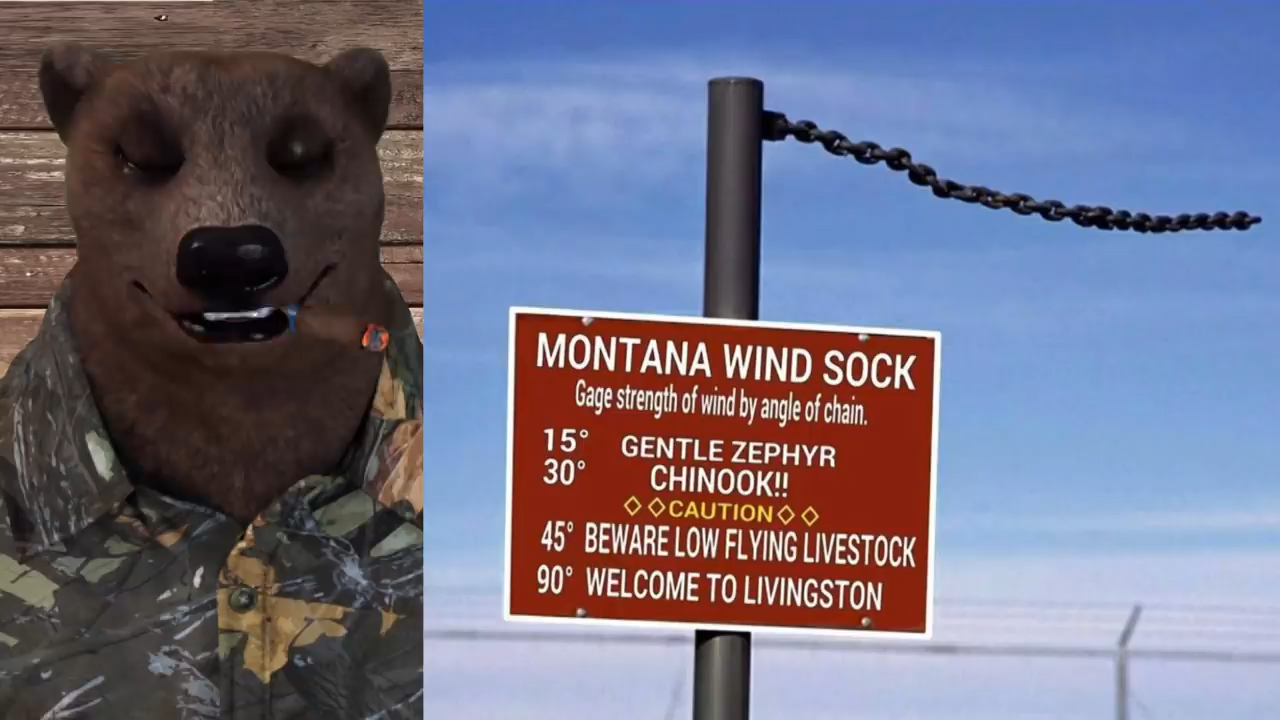 MONTANA WIND SOCK
Gage strength of wind by angle of chain.
15° GENTLE ZEPHYR
30° CHINOOK!!
◇◇CAUTION◇◇
45° BEWARE LOW FLYING LIVESTOCK
90° WELCOME TO LIVINGSTON